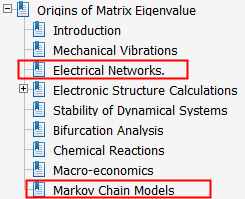 Origins of Matrix Eigenvalue
Introduction
Mechanical Vibrations
Electrical Networks.
Electronic Structure Calculations
Stability of Dynamical Systems
Bifurcation Analysis
Chemical Reactions
Macro-economics
Markov Chain Models